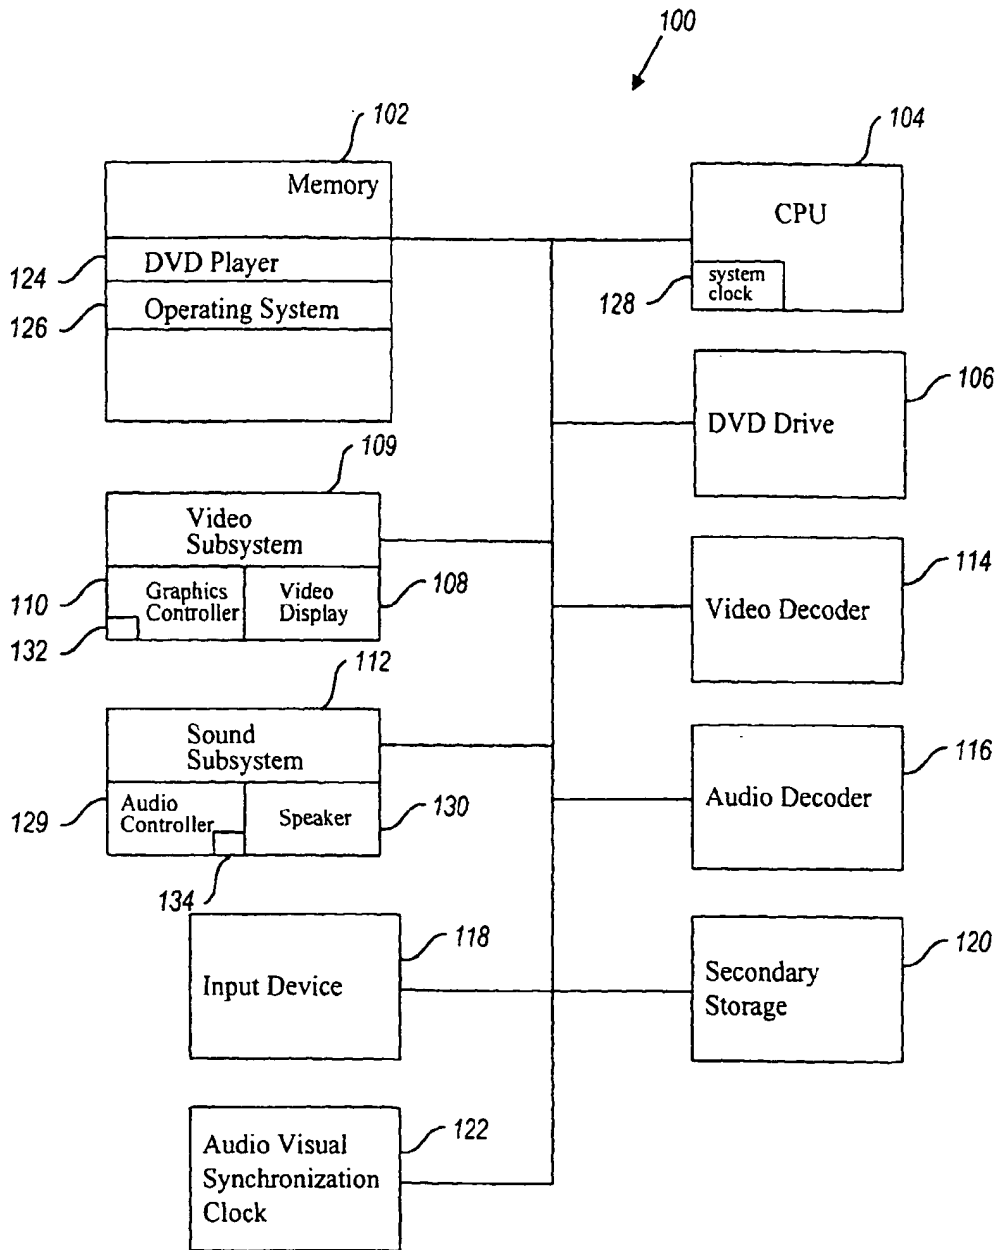 100
102
Memory
104
CPU
124
DVD Player
126
Operating System
system
clock
128
106
DVD Drive
109
Video
Subsystem
110
Graphics
Controller
Video
Display
108
132
114
Video Decoder
112
Sound
Subsystem
129
Audio
Controller
Speaker
130
134
116
Audio Decoder
118
Input Device
120
Secondary
Storage
122
Audio Visual
Synchronization
Clock